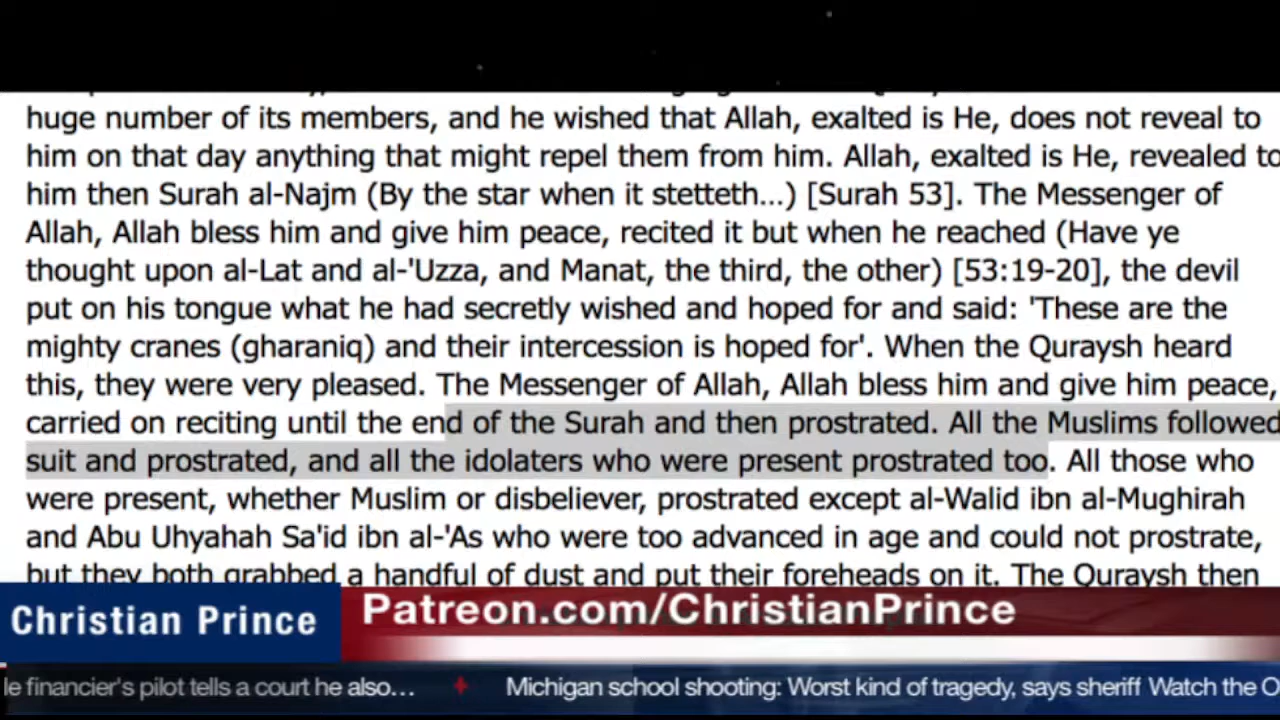 huge number of its members, and he wished that Allah, exalted is He, does not reveal to
him on that day anything that might repel them from him. Allah, exalted is He, revealed to
him then Surah al-Najm (By the star when it stetteth...) [Surah 53]. The Messenger of
Allah, Allah bless him and give him peace, recited it but when he reached (Have ye
thought upon al-Lat and al-'Uzza, and Manat, the third, the other) [53:19-20], the devil
put on his tongue what he had secretly wished and hoped for and said: 'These are the
mighty cranes (gharaniq) and their intercession is hoped for'. When the Quraysh heard
this, they were very pleased. The Messenger of Allah, Allah bless him and give him peace,
carried on reciting until the end of the Surah and then prostrated. All the Muslims followed
suit and prostrated, and all the idolaters who were present prostrated too. All those who
were present, whether Muslim or disbeliever, prostrated except al-Walid ibn al-Mughirah
and Abu Uhyahah Sa'id ibn al-'As who were too advanced in age and could not prostrate,
but they both grabbed a handful of dust and put their foreheads on it. The Quraysh then
Christian Prince
Patreon.com/ChristianPrince
le financier's pilot tells a court he also... Michigan school shooting: Worst kind of tragedy, says sheriff Watch the O